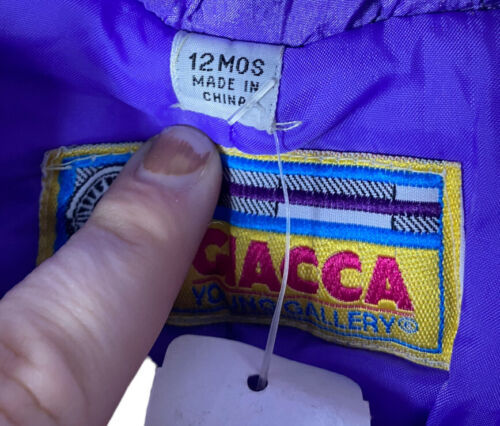 12 MOS
MADE IN
CHINA
GIACCA
YOUNG GALLERY®